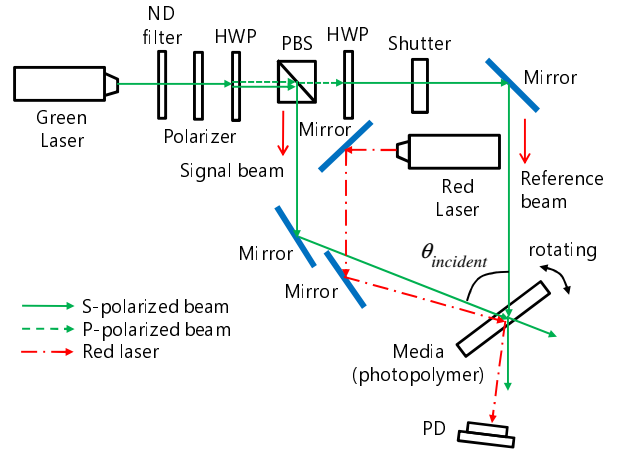 ND
filter
HWP
PBS
HWP
Shutter
Mirror
Green
Laser
Polarizer
Mirror
Signal beam
Red
Laser
Reference
beam
Mirror
θincident
rotating
Mirror
S-polarized beam
P-polarized beam
Red laser
Media
(photopolymer)
PD